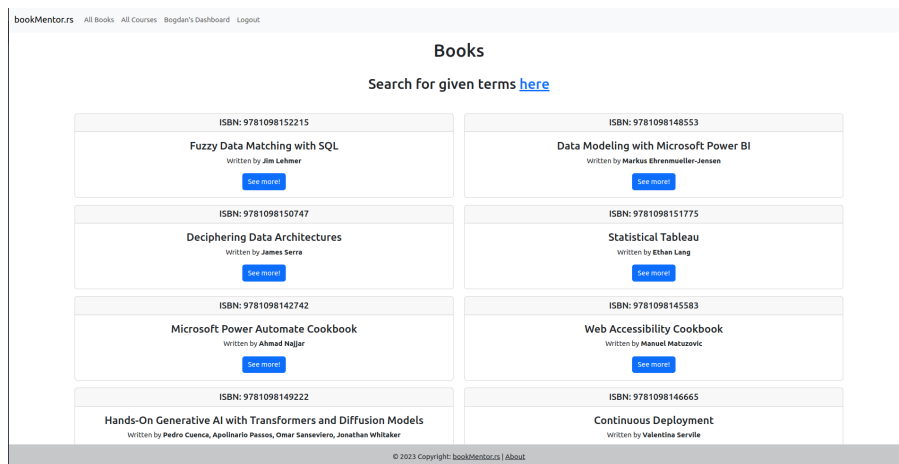 bookMentor.rs All Books All Courses Bogdan's Dashboard Logout
Books
Search for given terms here
ISBN: 9781098152215
Fuzzy Data Matching with SQL
Written by Jim Lehmer
See more!
ISBN: 9781098148553
Data Modeling with Microsoft Power BI
Written by Markus Ehrenmueller-Jensen
See more!
ISBN: 9781098150747
Deciphering Data Architectures
Written by James Serra
See more!
ISBN: 9781098151775
Statistical Tableau
Written by Ethan Lang
See more!
ISBN: 9781098142742
Microsoft Power Automate Cookbook
Written by Ahmad Najjar
See more!
ISBN: 9781098145583
Web Accessibility Cookbook
Written by Manuel Matuzovic
See more!
ISBN: 9781098149222
Hands-On Generative AI with Transformers and Diffusion Models
Written by Pedro Cuenca, Apolinario Passos, Omar Sanseviero, Jonathan Whitaker
ISBN: 9781098146665
Continuous Deployment
Written by Valentina Servile
© 2023 Copyright: bookMentor.rs | About